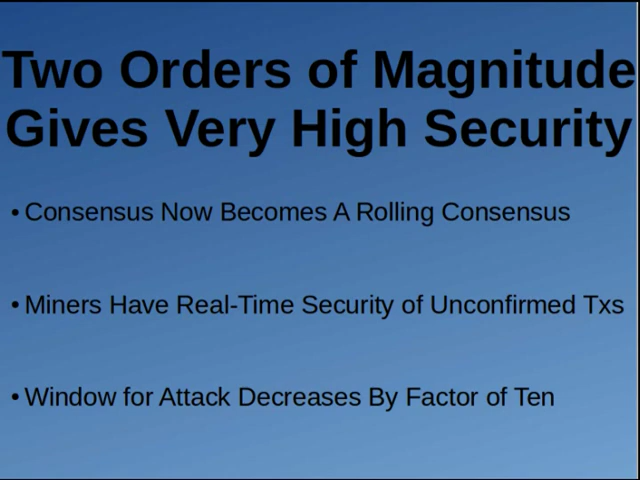 Two Orders of Magnitude
Gives Very High Security
• Consensus Now Becomes A Rolling Consensus
• Miners Have Real-Time Security of Unconfirmed Txs
• Window for Attack Decreases By Factor of Ten